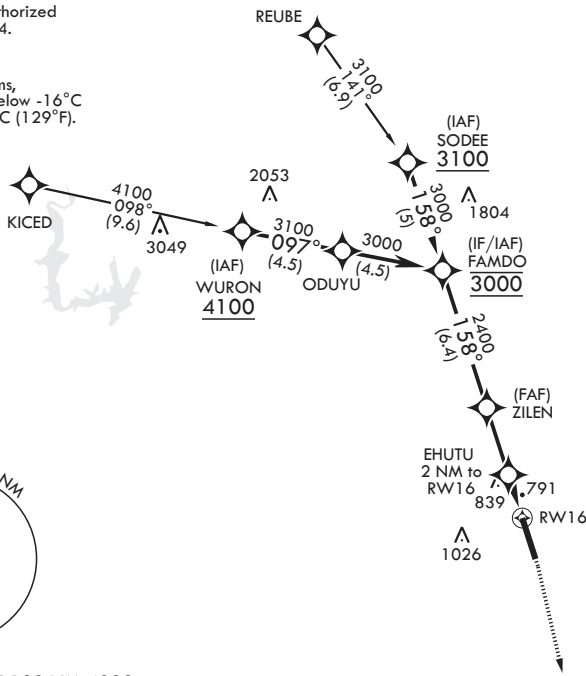 4.
ms,
elow -16°C
C (129°F).
REUBE
3100
141°
(6.9)
(IAF)
SODEE
3100
3000
158°
(5)
1804
2053
KICED
4100
098°
(9.6)
3049
(IAF)
WURON
4100
3100
097°
(4.5)
ODUYU
3000
(4.5)
(IF/IAF)
FAMDO
3000
2400
158°
(6.4)
(FAF)
ZILEN
EHUTU
2 NM to
RW16
839
791
RW16
1026
NM